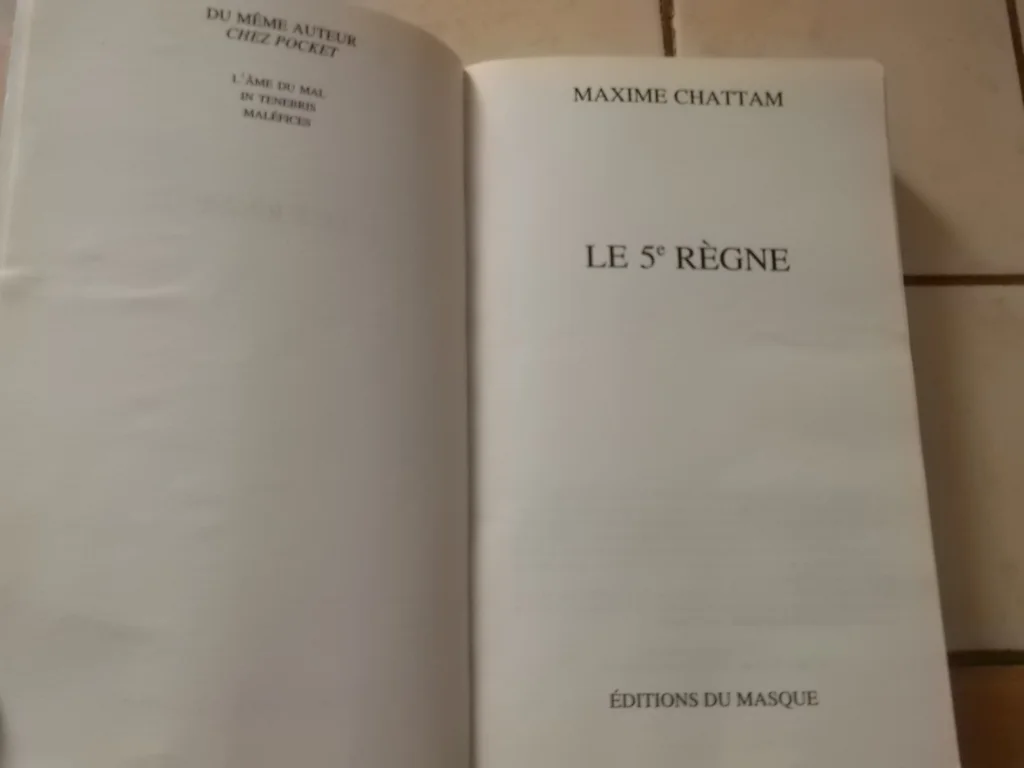 DU MÊME AUTEUR
CHEZ POCKET
L'ÂME DU MAL
IN TENEBRIS
MALÉFICES
MAXIME CHATTAM
LE 5e RÈGNE
ÉDITIONS DU MASQUE